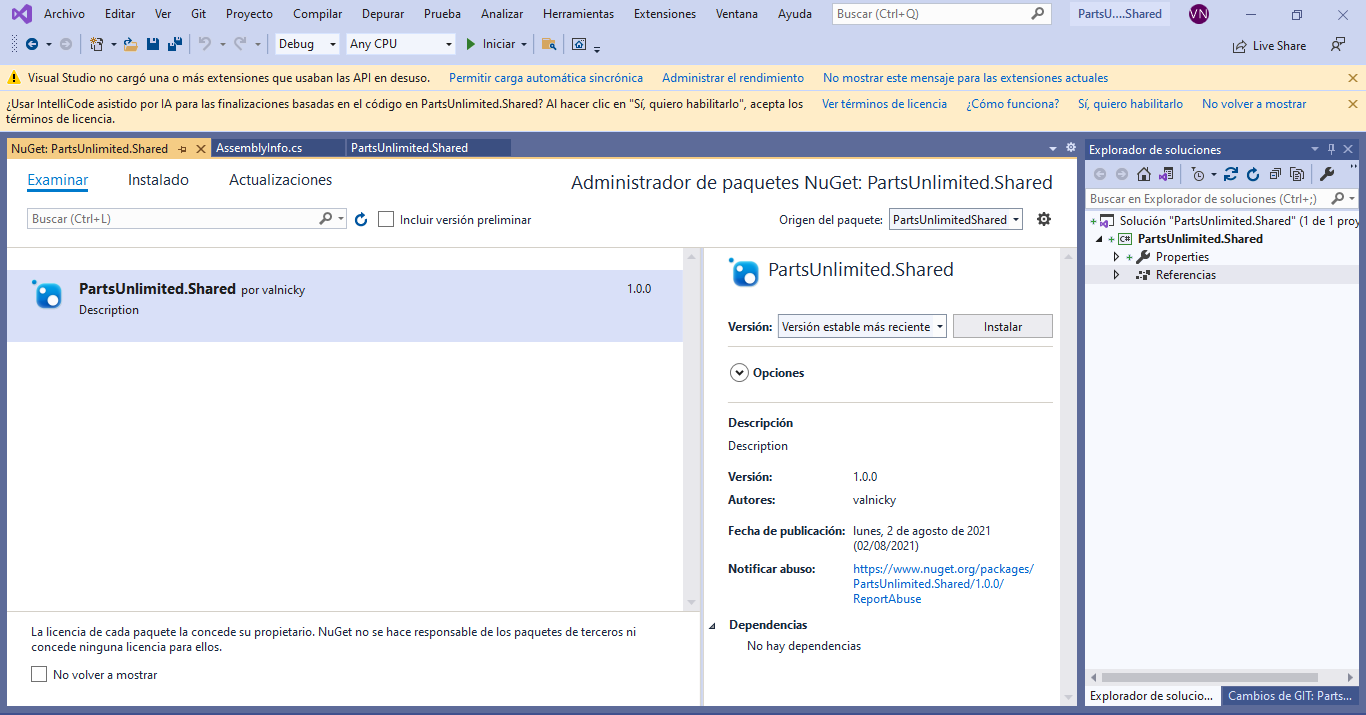 Archivo Editar Ver Git Proyecto Compilar Depurar Prueba Analizar Herramientas Extensiones Ventana Ayuda Buscar (Ctrl+Q) PartsU....Shared VN
Debug Any CPU Iniciar Live Share
Visual Studio no cargó una o más extensiones que usaban las API en desuso. Permitir carga automática sincrónica Administrar el rendimiento No mostrar este mensaje para las extensiones actuales
¿Usar IntelliCode asistido por IA para las finalizaciones basadas en el código en PartsUnlimited.Shared? Al hacer clic en "Sí, quiero habilitarlo", acepta los
términos de licencia.
Ver términos de licencia ¿Cómo funciona? Sí, quiero habilitarlo No volver a mostrar
NuGet: PartsUnlimited.Shared AssemblyInfo.cs PartsUnlimited.Shared
Examinar Instalado Actualizaciones
Administrador de paquetes NuGet: PartsUnlimited.Shared
Buscar (Ctrl+L) Incluir versión preliminar Origen del paquete: PartsUnlimitedShared
PartsUnlimited.Shared por valnicky 1.0.0
Description
La licencia de cada paquete la concede su propietario. NuGet no se hace responsable de los paquetes de terceros ni
concede ninguna licencia para ellos.
No volver a mostrar
PartsUnlimited.Shared
Versión: Versión estable más reciente Instalar
Opciones
Descripción
Description
Versión: 1.0.0
Autores: valnicky
Fecha de publicación: lunes, 2 de agosto de 2021
(02/08/2021)
Notificar abuso: https://www.nuget.org/packages/
PartsUnlimited.Shared/1.0.0/
ReportAbuse
Dependencias
No hay dependencias
Explorador de soluciones
Buscar en Explorador de soluciones (Ctrl+;)
Solución "PartsUnlimited.Shared" (1 de 1 proy
C# PartsUnlimited.Shared
Properties
Referencias
Explorador de solucio... Cambios de GIT: Parts...